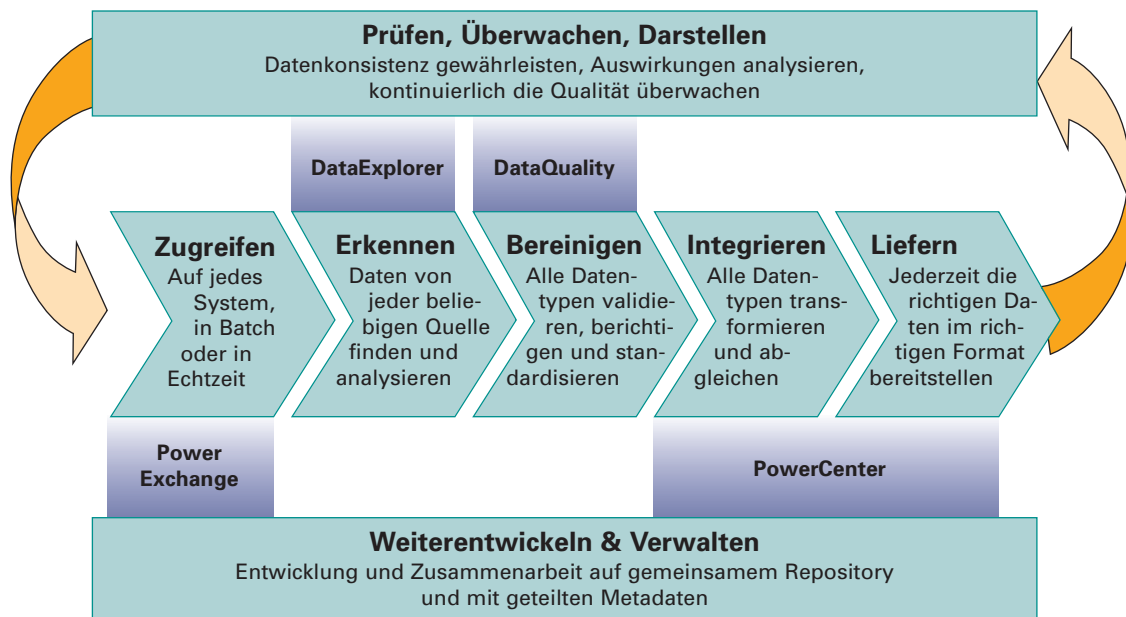 Prüfen, Überwachen, Darstellen
Datenkonsistenz gewährleisten, Auswirkungen analysieren,
kontinuierlich die Qualität überwachen
DataExplorer
DataQuality
Zugreifen
Auf jedes
System,
in Batch
oder in
Echtzeit
Erkennen
Daten von
jeder belie-
bigen Quelle
finden und
analysieren
Bereinigen
Alle Daten-
typen validie-
ren, berichti-
gen und stan-
dardisieren
Integrieren
Alle Daten-
typen trans-
formieren
und ab-
gleichen
Liefern
Jederzeit die
richtigen Da-
ten im rich-
tigen Format
bereitstellen
Power
Exchange
PowerCenter
Weiterentwickeln & Verwalten
Entwicklung und Zusammenarbeit auf gemeinsamem Repository
und mit geteilten Metadaten